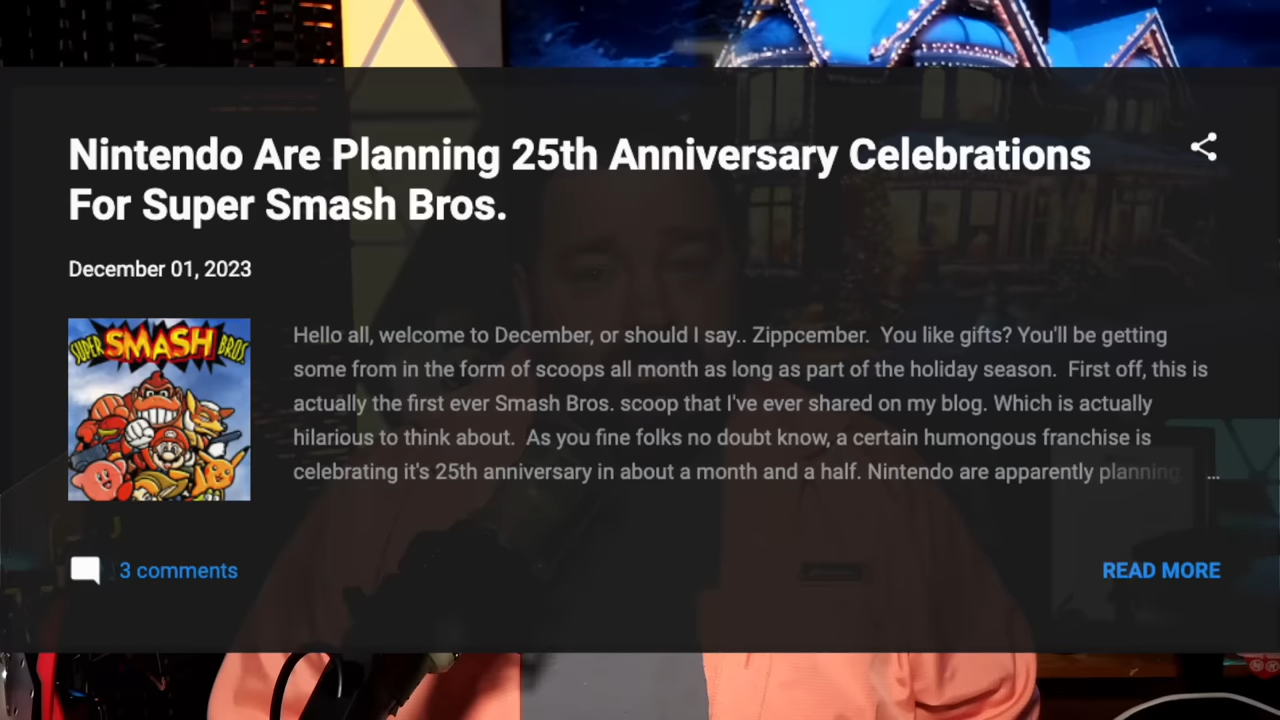 Nintendo Are Planning 25th Anniversary Celebrations
For Super Smash Bros.
December 01, 2023
SUPER SMASH BROS
Hello all, welcome to December, or should I say.. Zippcember.  You like gifts? You'll be getting
some from in the form of scoops all month as long as part of the holiday season.  First off, this is
actually the first ever Smash Bros. scoop that I've ever shared on my blog. Which is actually
hilarious to think about.  As you fine folks no doubt know, a certain humongous franchise is
celebrating it's 25th anniversary in about a month and a half. Nintendo are apparently planning ...
3 comments
READ MORE